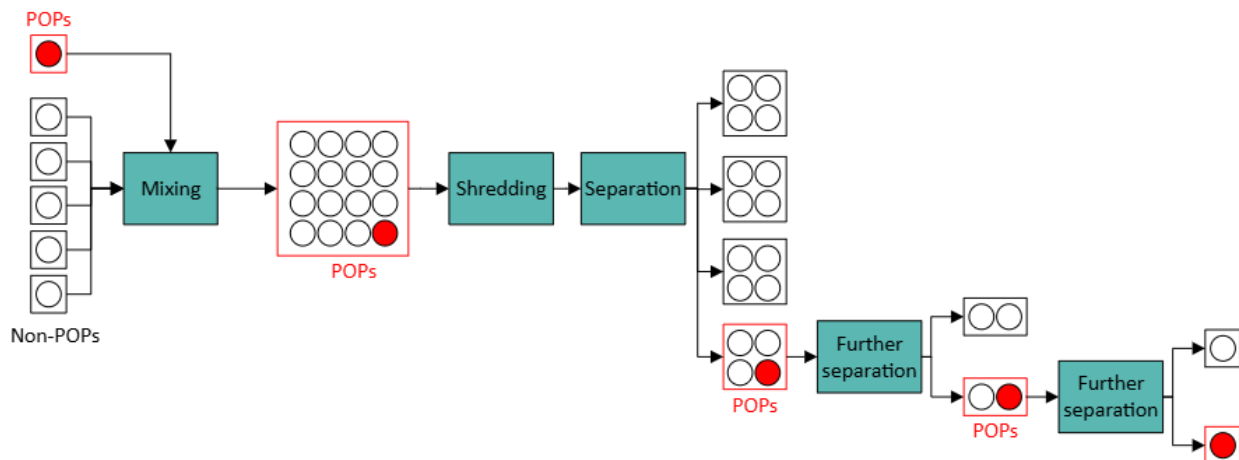 POPs
Non-POPs
Mixing
POPs
Shredding
Separation
POPs
Further
separation
POPs
Further
separation